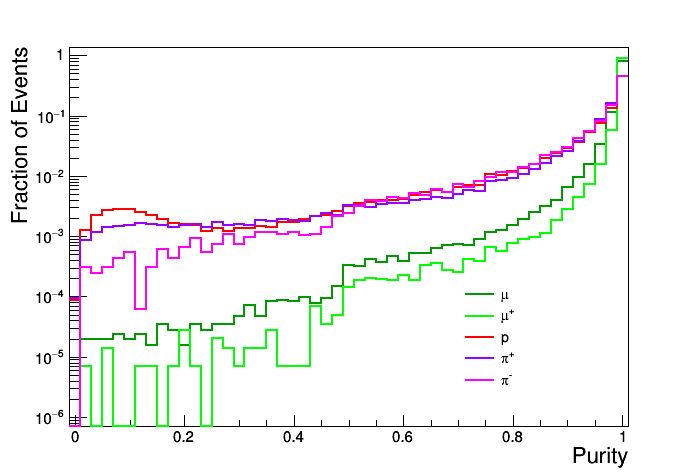 Fraction of Events
1
10⁻¹
10⁻²
10⁻³
10⁻⁴
10⁻⁵
10⁻⁶
0 0.2 0.4 0.6 0.8 1
Purity
μ
μ⁺
p
π⁺
π⁻